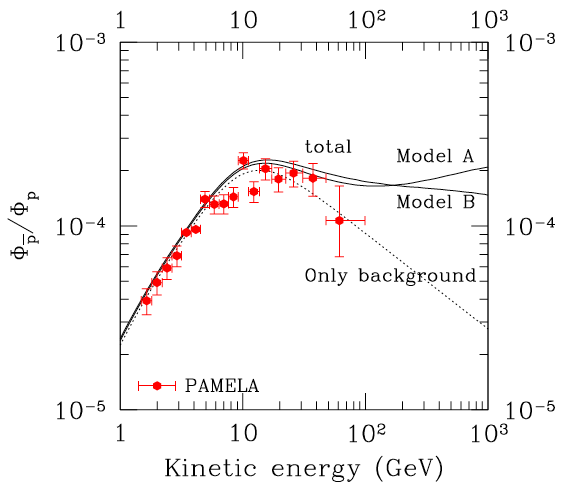 1 10 10² 10³
10⁻³ 10⁻³
total
Model A
Model B
10⁻⁴ 10⁻⁴
Φp̅/Φp
Only background
PAMELA
10⁻⁵ 10⁻⁵
1 10 10² 10³
Kinetic energy (GeV)